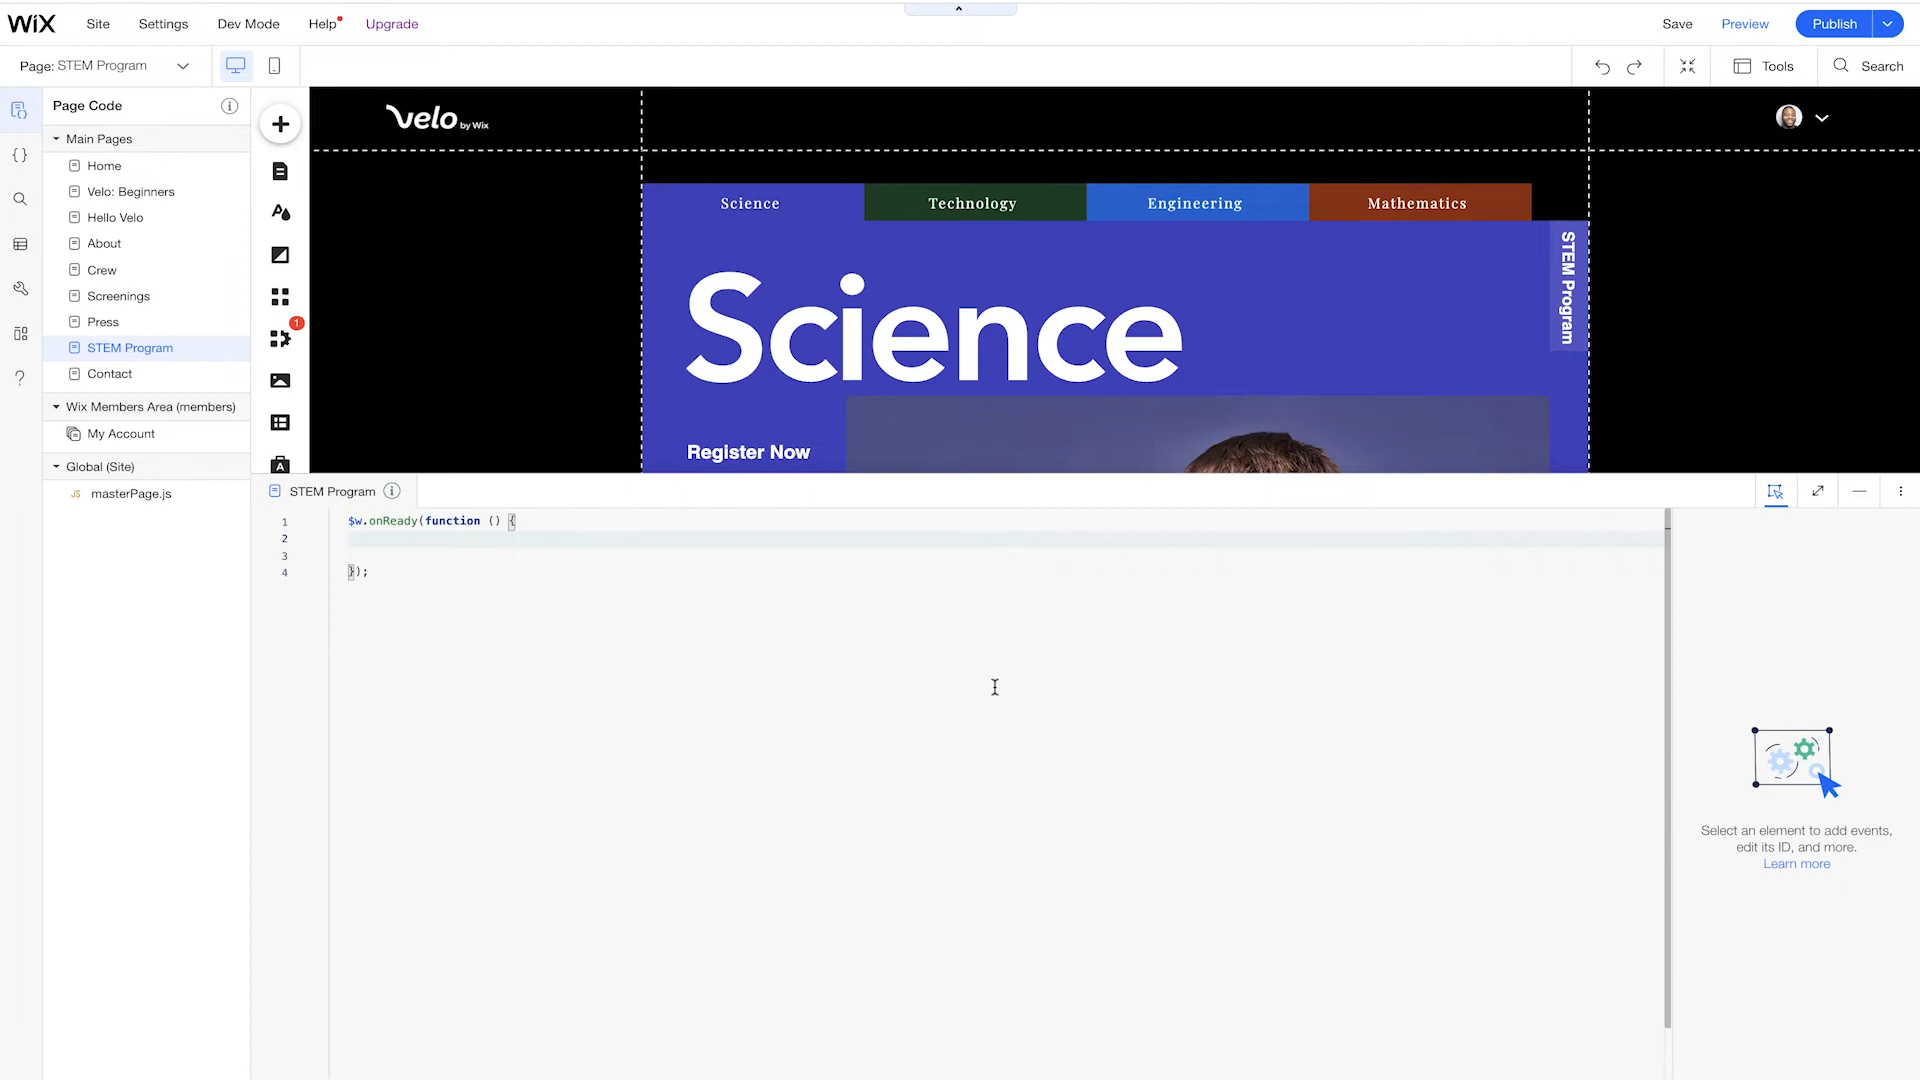 WiX Site Settings Dev Mode Help Upgrade Save Preview Publish
Page: STEM Program Tools Search
Page Code
Main Pages
Home
Velo: Beginners
Hello Velo
About
Crew
Screenings
Press
STEM Program
Contact
Wix Members Area (members)
My Account
Global (Site)
JS masterPage.js
1
velo by Wix
Science Technology Engineering Mathematics
STEM Program
Science
Register Now
STEM Program
1 $w.onReady(function () {
2
3
4 });
Select an element to add events,
edit its ID, and more.
Learn more